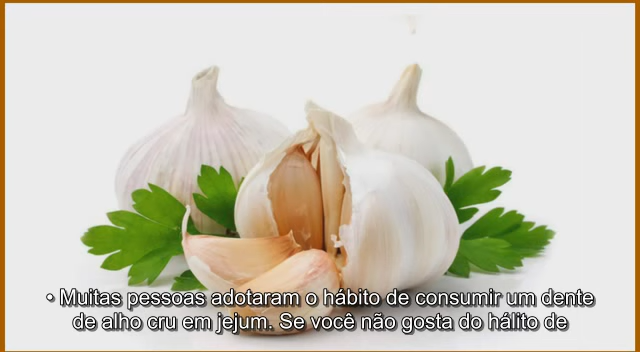 • Muitas pessoas adotaram o hábito de consumir um dente
de alho cru em jejum. Se você não gosta do hálito de